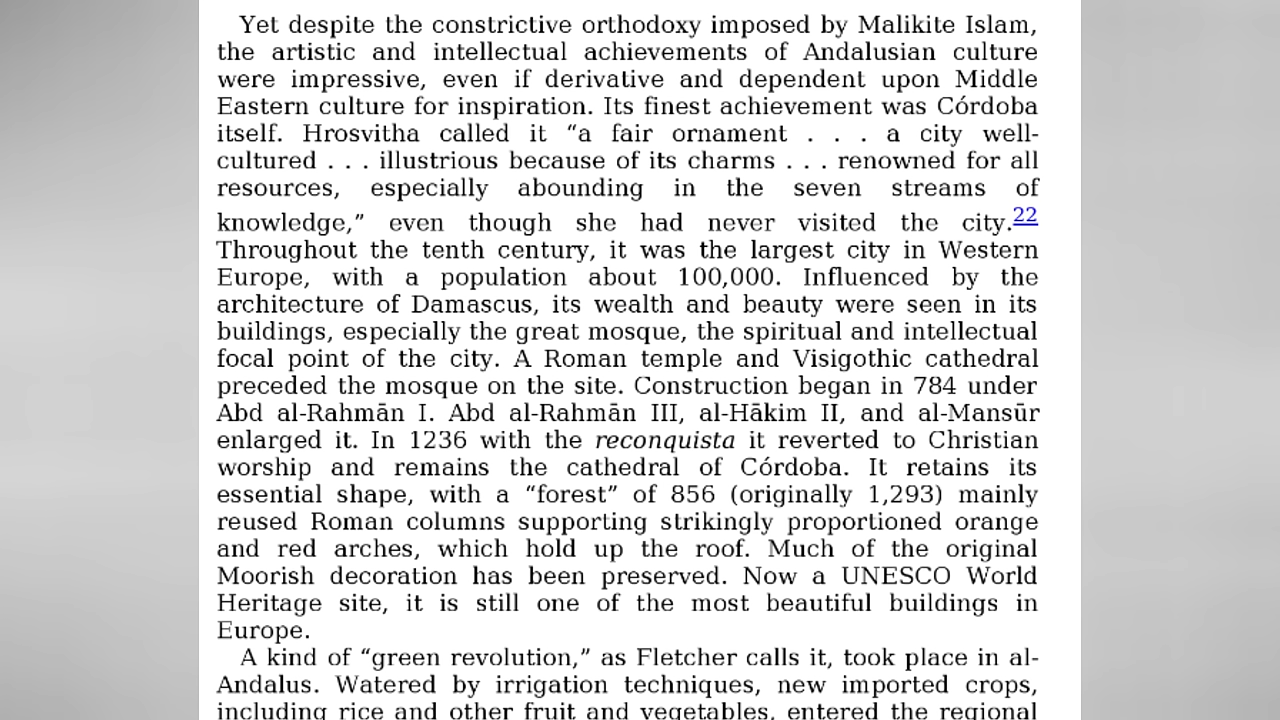 Yet despite the constrictive orthodoxy imposed by Malikite Islam,
the artistic and intellectual achievements of Andalusian culture
were impressive, even if derivative and dependent upon Middle
Eastern culture for inspiration. Its finest achievement was Córdoba
itself. Hrosvitha called it “a fair ornament . . . a city well-
cultured . . . illustrious because of its charms . . . renowned for all
resources, especially abounding in the seven streams of
knowledge,” even though she had never visited the city.22
Throughout the tenth century, it was the largest city in Western
Europe, with a population about 100,000. Influenced by the
architecture of Damascus, its wealth and beauty were seen in its
buildings, especially the great mosque, the spiritual and intellectual
focal point of the city. A Roman temple and Visigothic cathedral
preceded the mosque on the site. Construction began in 784 under
Abd al-Rahmān I. Abd al-Rahmān III, al-Hākim II, and al-Mansūr
enlarged it. In 1236 with the reconquista it reverted to Christian
worship and remains the cathedral of Córdoba. It retains its
essential shape, with a “forest” of 856 (originally 1,293) mainly
reused Roman columns supporting strikingly proportioned orange
and red arches, which hold up the roof. Much of the original
Moorish decoration has been preserved. Now a UNESCO World
Heritage site, it is still one of the most beautiful buildings in
Europe.
A kind of “green revolution,” as Fletcher calls it, took place in al-
Andalus. Watered by irrigation techniques, new imported crops,
including rice and other fruit and vegetables, entered the regional